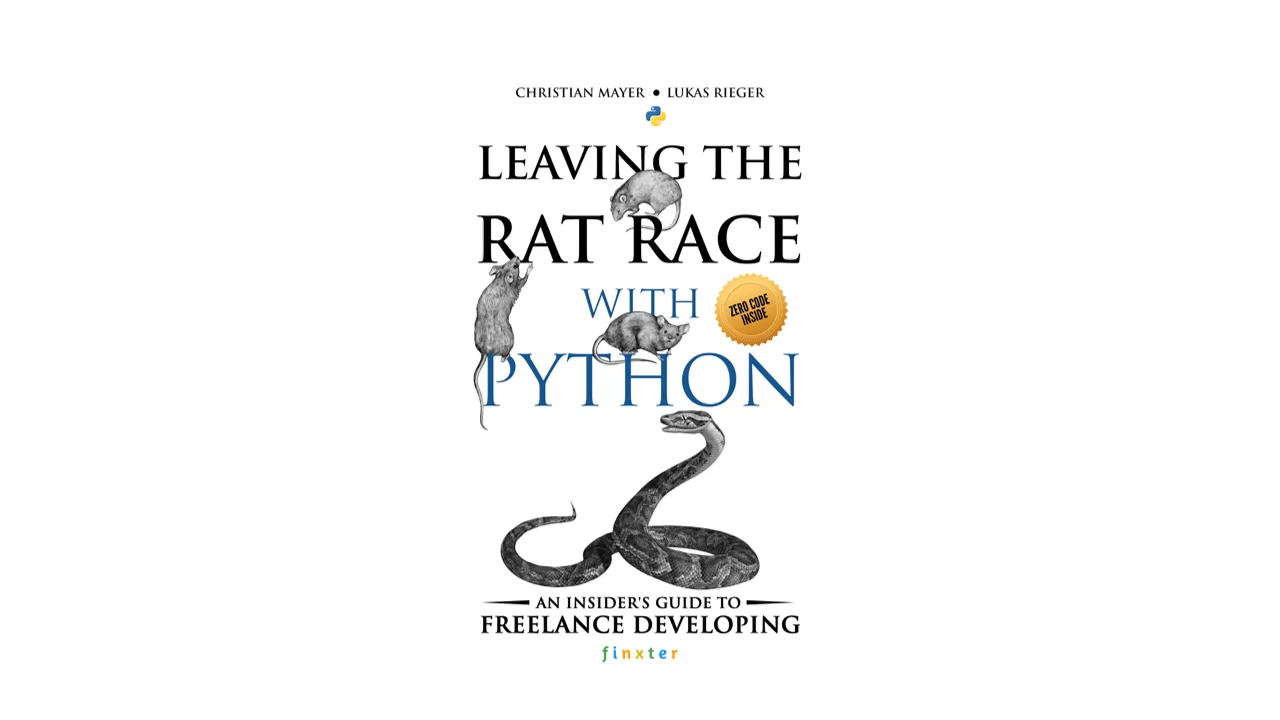 CHRISTIAN MAYER • LUKAS RIEGER
LEAVING THE
RAT RACE
WITH
ZERO CODE
INSIDE
PYTHON
AN INSIDER'S GUIDE TO
FREELANCE DEVELOPING
finxter